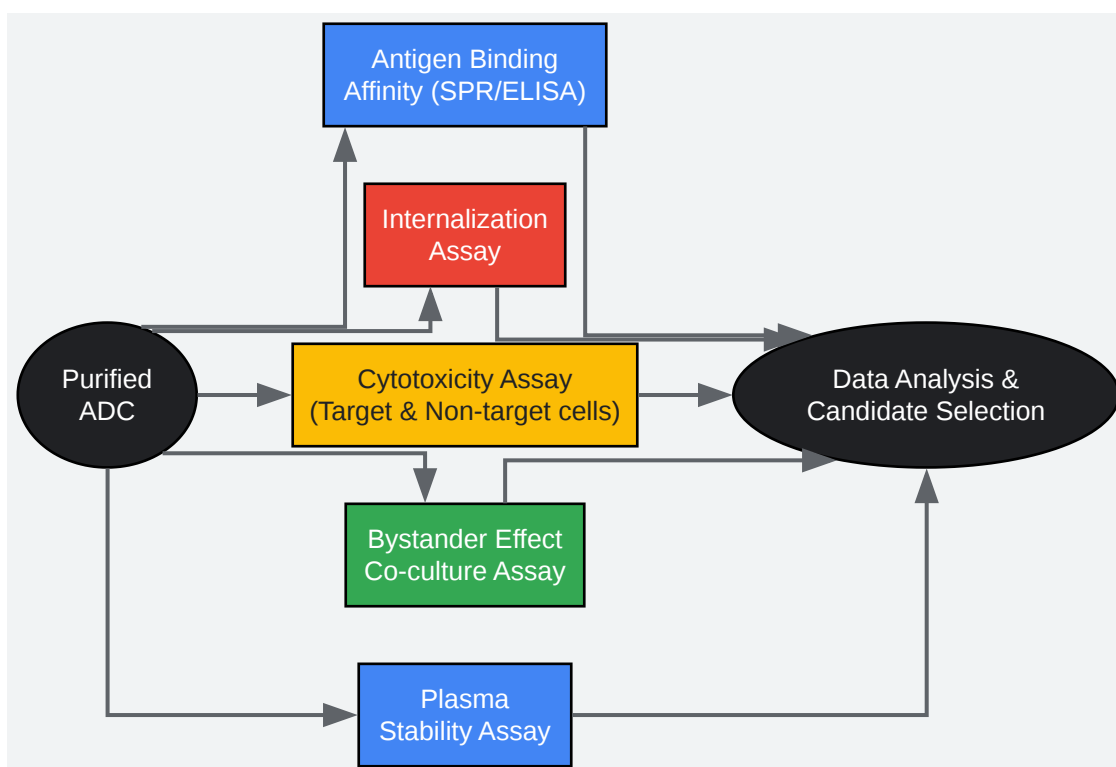 Antigen Binding
Affinity (SPR/ELISA)
Internalization
Assay
Purified
ADC
Cytotoxicity Assay
(Target & Non-target cells)
Data Analysis &
Candidate Selection
Bystander Effect
Co-culture Assay
Plasma
Stability Assay